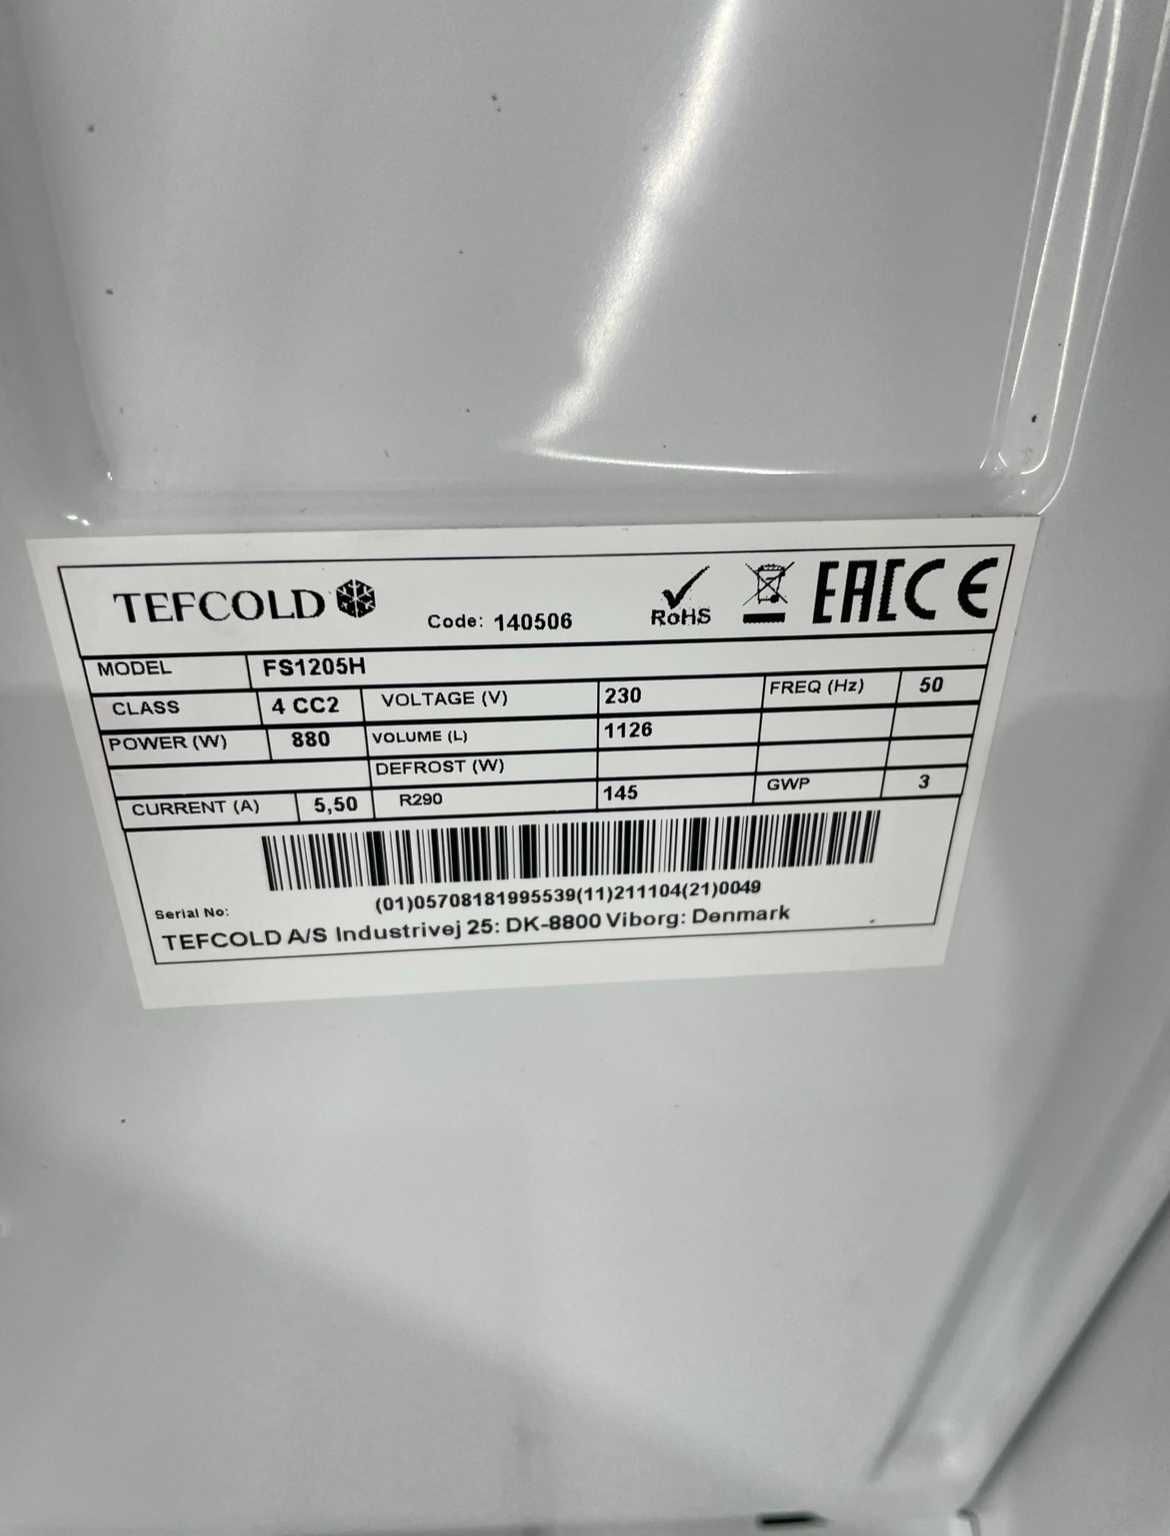 TEFCOLD
Code: 140506
RoHS
EAC CE
MODEL FS1205H
CLASS 4 CC2 VOLTAGE (V) 230 FREQ (Hz) 50
POWER (W) 880 VOLUME (L) 1126
DEFROST (W)
CURRENT (A) 5,50 R290 145 GWP 3
(01)05708181995539(11)211104(21)0049
Serial No:
TEFCOLD A/S Industrivej 25: DK-8800 Viborg: Denmark